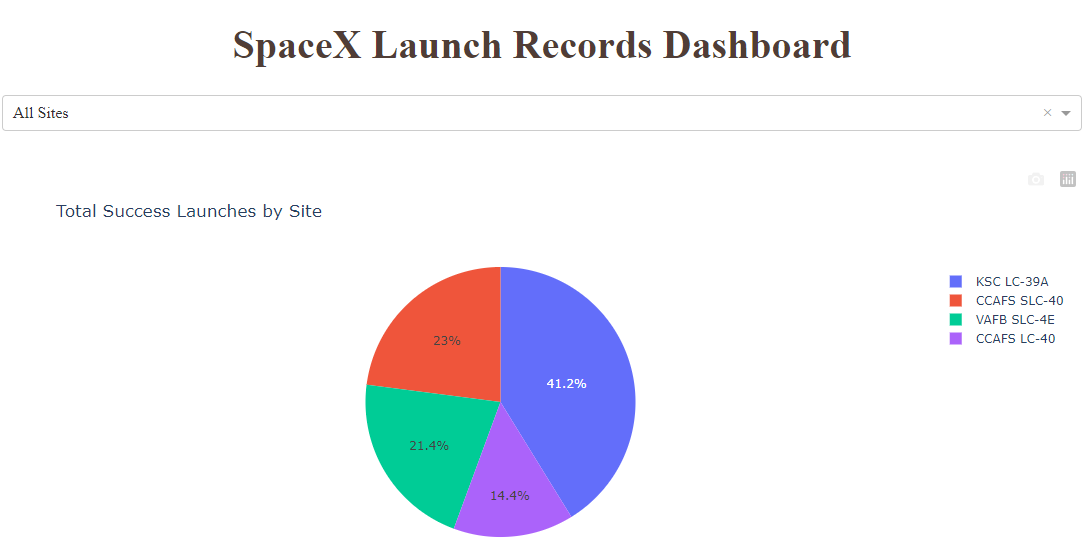 SpaceX Launch Records Dashboard
All Sites
Total Success Launches by Site
KSC LC-39A
CCAFS SLC-40
VAFB SLC-4E
CCAFS LC-40
23%
41.2%
21.4%
14.4%